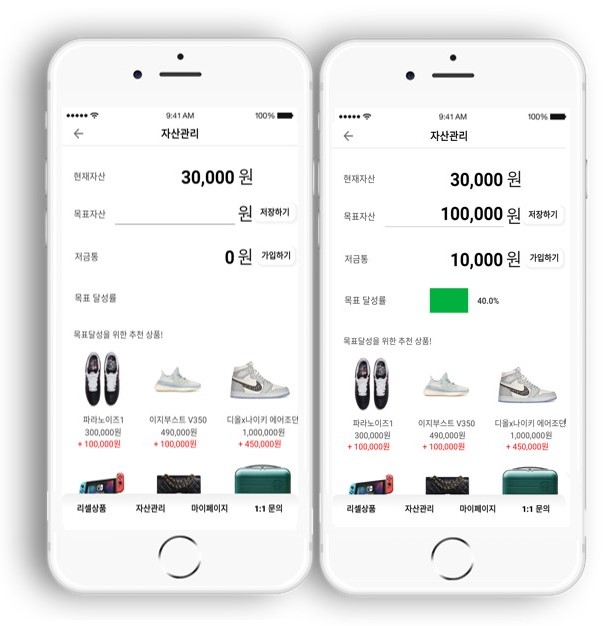 9:41 AM 100%
자산관리
현재자산 30,000 원
목표자산 원 저장하기
저금통 0 원 가입하기
목표 달성률
목표달성을 위한 추천 상품!
파라노이즈1 이지부스트 V350 디올x나이키 에어조던
300,000원 490,000원 1,000,000원
+ 100,000원 + 100,000원 + 450,000원
리셀상품 자산관리 마이페이지 1:1 문의
9:41 AM 100%
자산관리
현재자산 30,000 원
목표자산 100,000 원 저장하기
저금통 10,000 원 가입하기
목표 달성률 40.0%
목표달성을 위한 추천 상품!
파라노이즈1 이지부스트 V350 디올x나이키 에어조던
300,000원 490,000원 1,000,000원
+ 100,000원 + 100,000원 + 450,000원
리셀상품 자산관리 마이페이지 1:1 문의